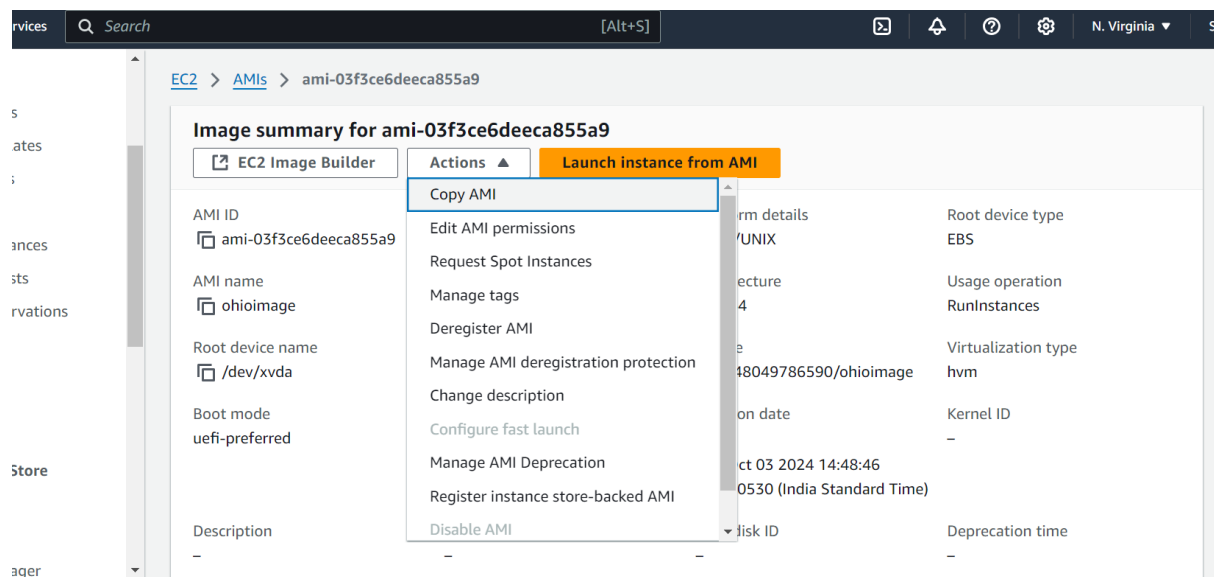 rvices Search [Alt+S] N. Virginia ▼ S
EC2 > AMIs > ami-03f3ce6deeca855a9
s
ates
s
ances
sts
rvations
Store
ager
Image summary for ami-03f3ce6deeca855a9
EC2 Image Builder Actions ▲ Launch instance from AMI
Copy AMI
Edit AMI permissions
Request Spot Instances
Manage tags
Deregister AMI
Manage AMI deregistration protection
Change description
Configure fast launch
Manage AMI Deprecation
Register instance store-backed AMI
Disable AMI
AMI ID
ami-03f3ce6deeca855a9
rm details
/UNIX
Root device type
EBS
AMI name
ohioimage
ecture
4
Usage operation
RunInstances
Root device name
/dev/xvda
e
48049786590/ohioimage
Virtualization type
hvm
Boot mode
uefi-preferred
on date
ct 03 2024 14:48:46
0530 (India Standard Time)
Kernel ID
–
Description
–
–
disk ID
–
Deprecation time
–